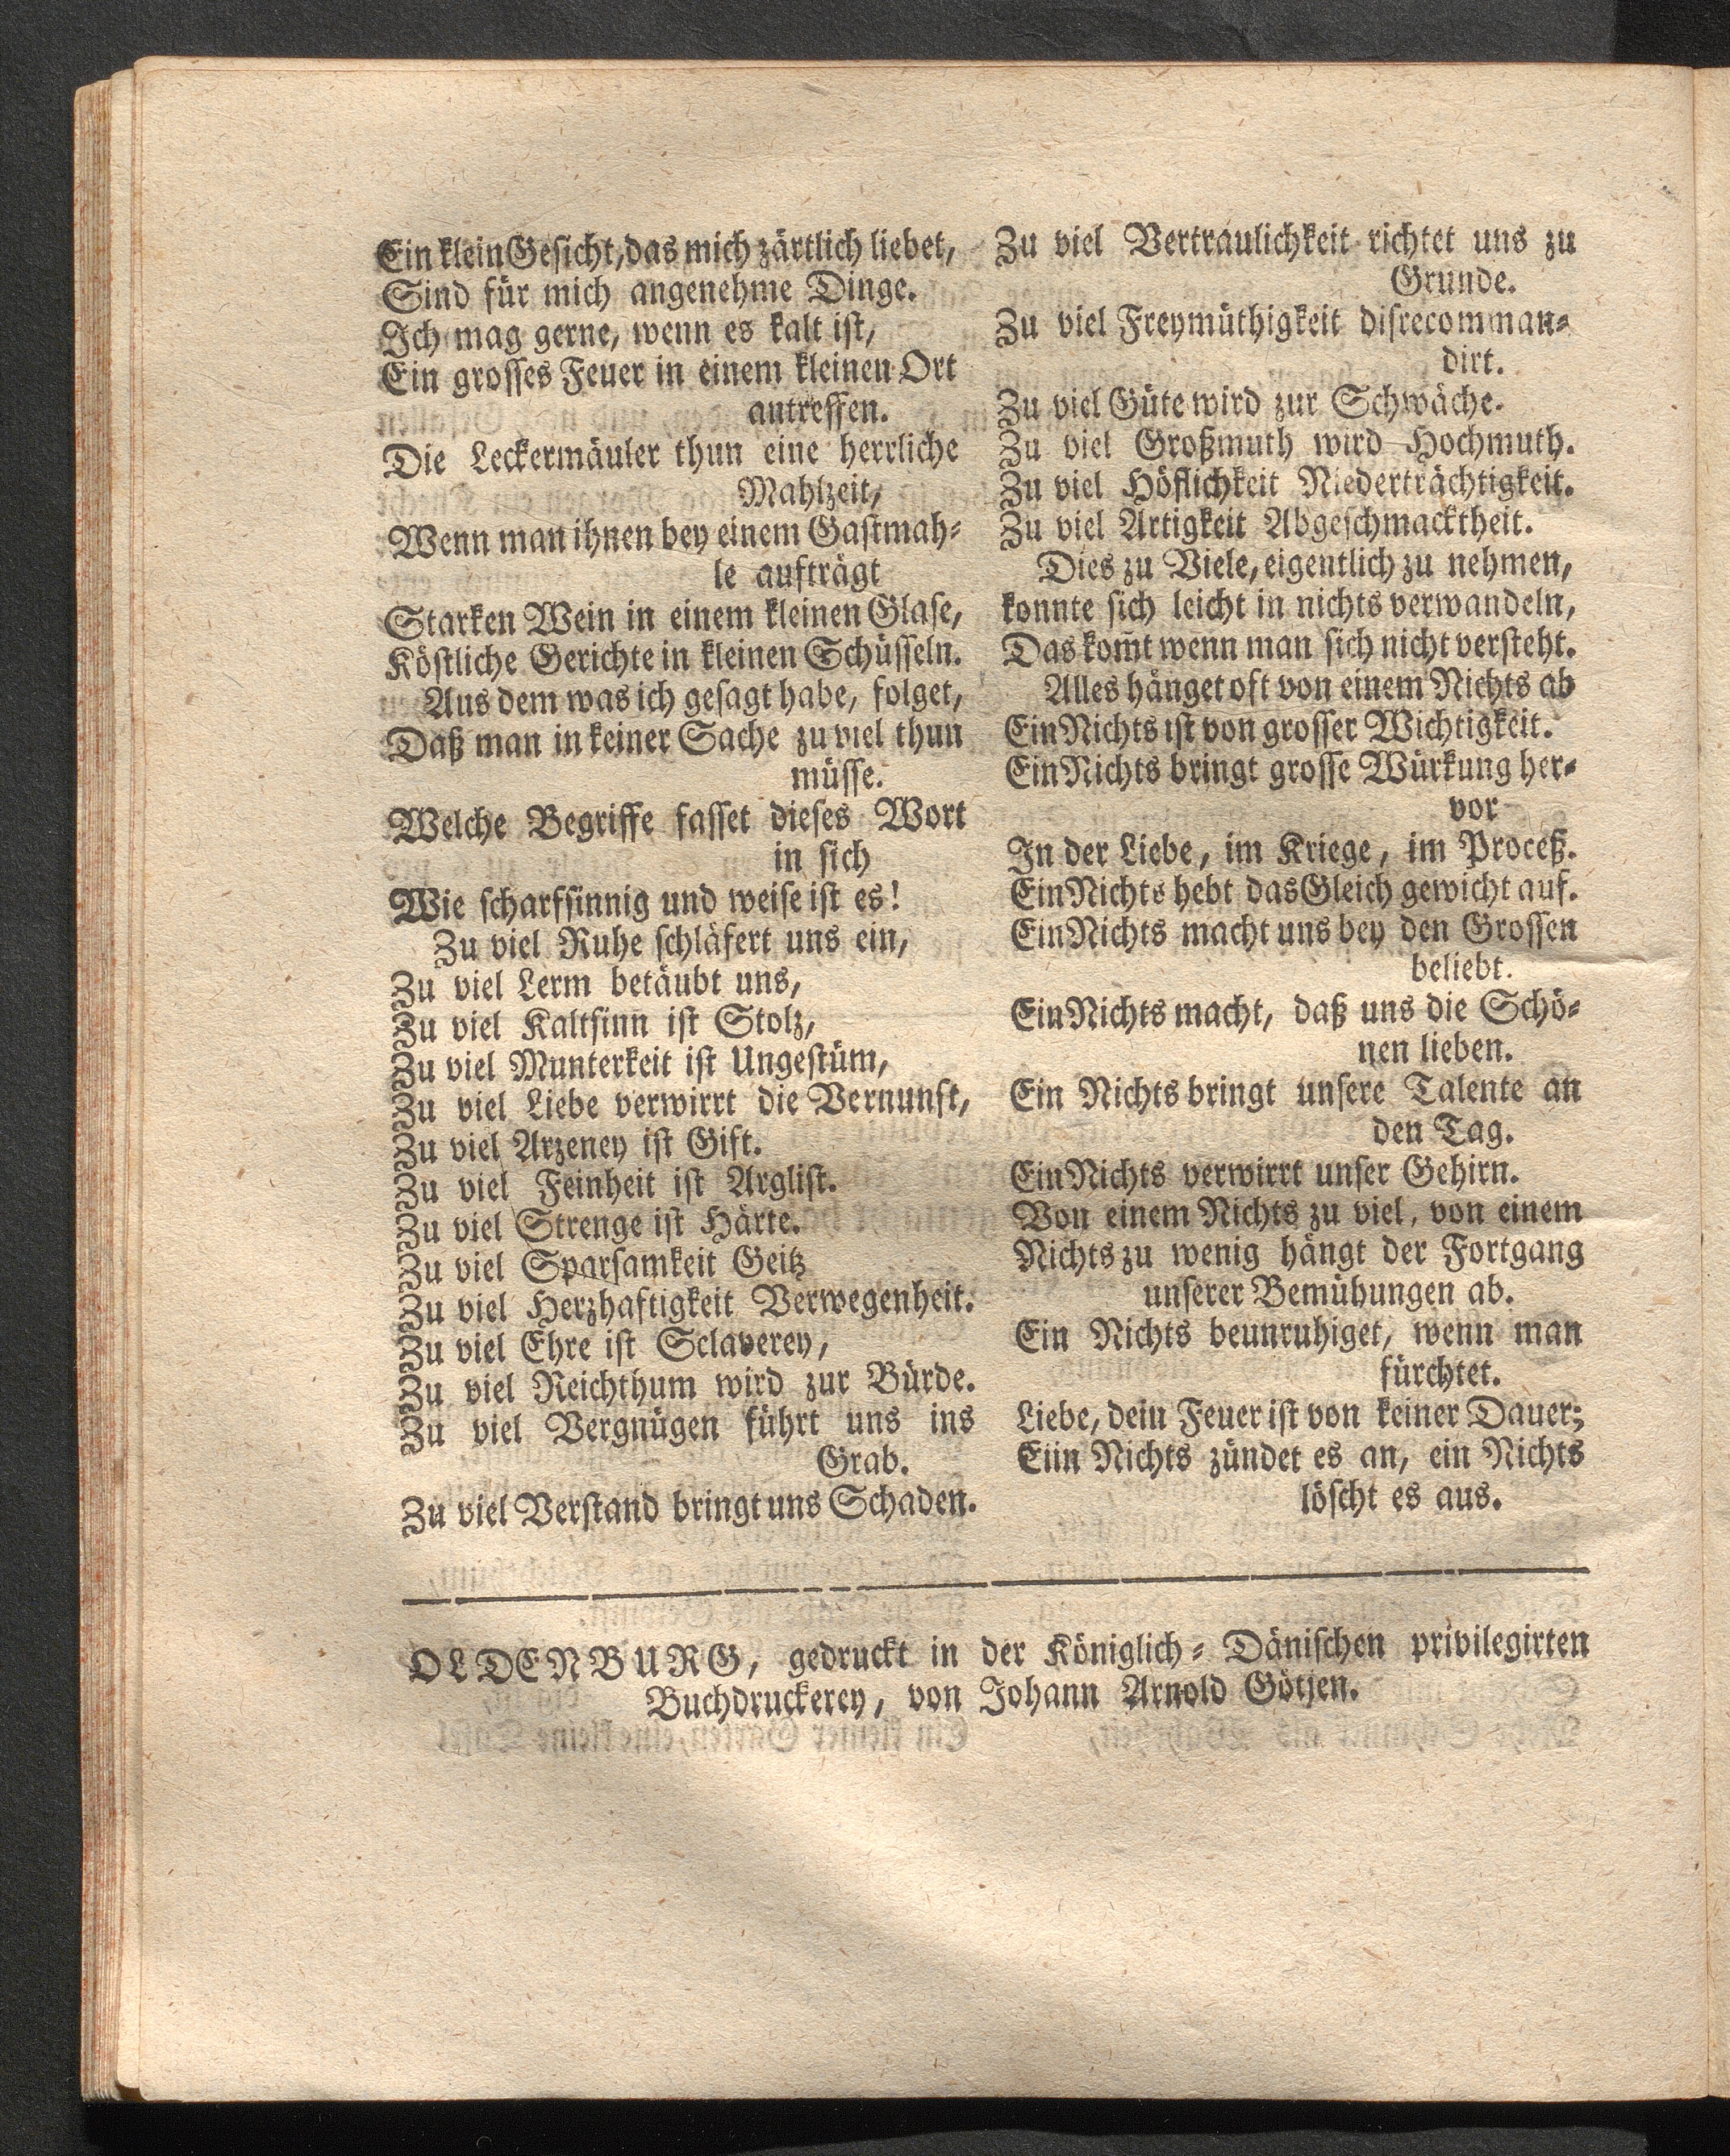 Ein klein Gesicht, das mich zärtlich liebet,
Sind für mich angenehme Dinge.
Ich mag gerne, wenn es kalt ist,
Ein grosses Feuer in einem kleinen Ort
antreffen.
Die Leckermäuler thun eine herrliche
Mahlzeit,
Wenn man ihnen bey einem Gastmah-
le aufträgt
Starken Wein in einem kleinen Glase,
Köstliche Gerichte in kleinen Schüsseln.
Aus dem was ich gesagt habe, folget,
Daß man in keiner Sache zu viel thun
müsse.
Welche Begriffe fasset dieses Wort
in sich
Wie scharfsinnig und weise ist es!
Zu viel Ruhe schläfert uns ein,
Zu viel Lerm betäubt uns,
Zu viel Kaltsinn ist Stolz,
Zu viel Munterkeit ist Ungestüm,
Zu viel Liebe verwirrt die Vernunft,
Zu viel Arzeney ist Gift.
Zu viel Feinheit ist Arglist.
Zu viel Strenge ist Härte.
Zu viel Sparsamkeit Geitz
Zu viel Herzhaftigkeit Verwegenheit.
Zu viel Ehre ist Sclaverey,
Zu viel Reichthum wird zur Bürde.
Zu viel Vergnügen führt uns ins
Grab.
Zu viel Verstand bringt uns Schaden.
Zu viel Vertraulichkeit richtet uns zu
Grunde.
Zu viel Freymüthigkeit disrecomman-
dirt.
Zu viel Güte wird zur Schwäche.
Zu viel Großmuth wird Hochmuth.
Zu viel Höflichkeit Niederträchtigkeit.
Zu viel Artigkeit Abgeschmacktheit.
Dies zu Viele, eigentlich zu nehmen,
konnte sich leicht in nichts verwandeln,
Das kom̄t wenn man sich nicht versteht.
Alles hänget oft von einem Nichts ab
Ein Nichts ist von grosser Wichtigkeit.
Ein Nichts bringt grosse Würkung her-
vor
In der Liebe, im Kriege, im Proceß.
Ein Nichts hebt das Gleich gewicht auf.
Ein Nichts macht uns bey den Grossen
beliebt.
Ein Nichts macht, daß uns die Schö-
nen lieben.
Ein Nichts bringt unsere Talente an
den Tag.
Ein Nichts verwirrt unser Gehirn.
Von einem Nichts zu viel, von einem
Nichts zu wenig hängt der Fortgang
unserer Bemühungen ab.
Ein Nichts beunruhiget, wenn man
fürchtet.
Liebe, dein Feuer ist von keiner Dauer;
Eiin Nichts zündet es an, ein Nichts
löscht es aus.
OLDENBURG, gedruckt in der Königlich-Dänischen privilegirten
Buchdruckerey, von Johann Arnold Götjen.